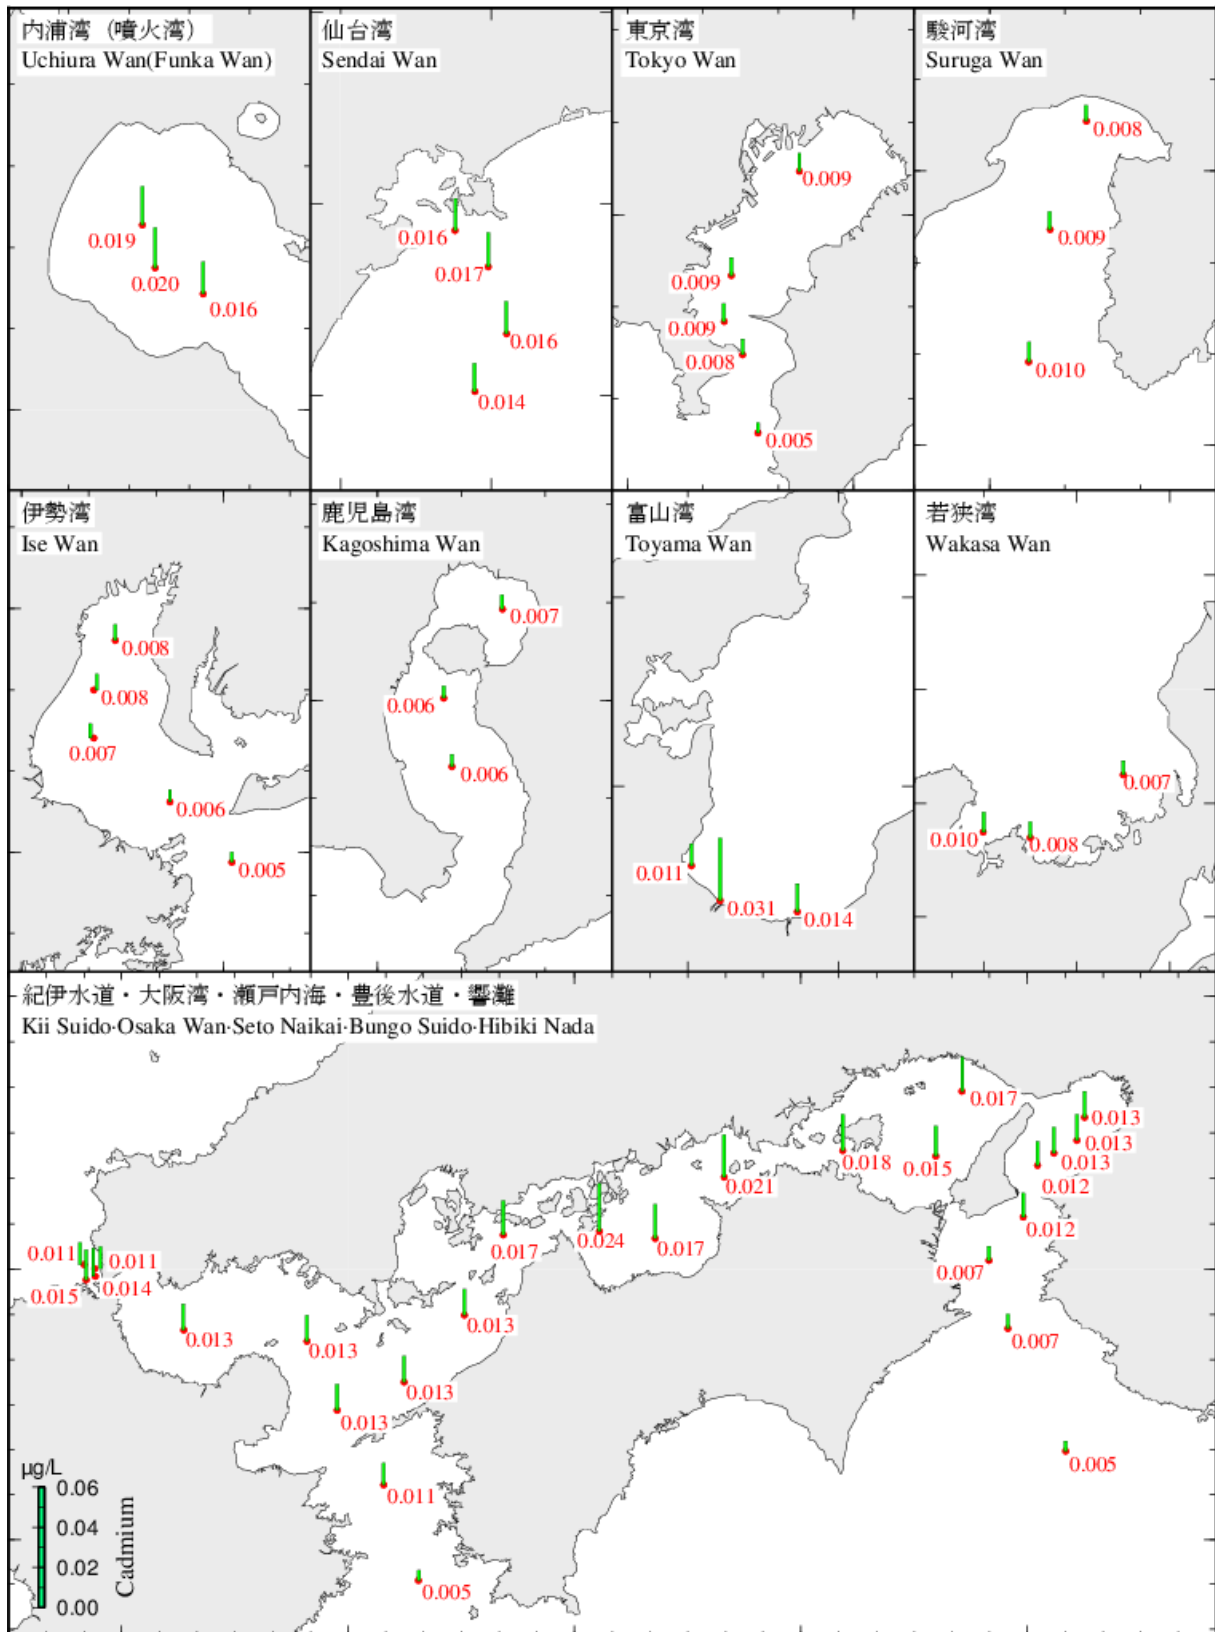 内浦湾（噴火湾）
Uchiura Wan(Funka Wan)
0.019
0.020
0.016
仙台湾
Sendai Wan
0.016
0.017
0.016
0.014
東京湾
Tokyo Wan
0.009
0.009
0.009
0.008
0.005
駿河湾
Suruga Wan
0.008
0.009
0.010
伊勢湾
Ise Wan
0.008
0.008
0.007
0.006
0.005
鹿児島湾
Kagoshima Wan
0.007
0.006
0.006
富山湾
Toyama Wan
0.011
0.031
0.014
若狭湾
Wakasa Wan
0.007
0.010
0.008
紀伊水道・大阪湾・瀬戸内海・豊後水道・響灘
Kii Suido·Osaka Wan·Seto Naikai·Bungo Suido·Hibiki Nada
0.017
0.013
0.013
0.018
0.015
0.013
0.012
0.021
0.012
0.017
0.024
0.017
0.011
0.011
0.007
0.015
0.014
0.013
0.013
0.013
0.007
0.013
0.013
0.005
0.011
0.005
µg/L
0.06
0.04
0.02
0.00
Cadmium